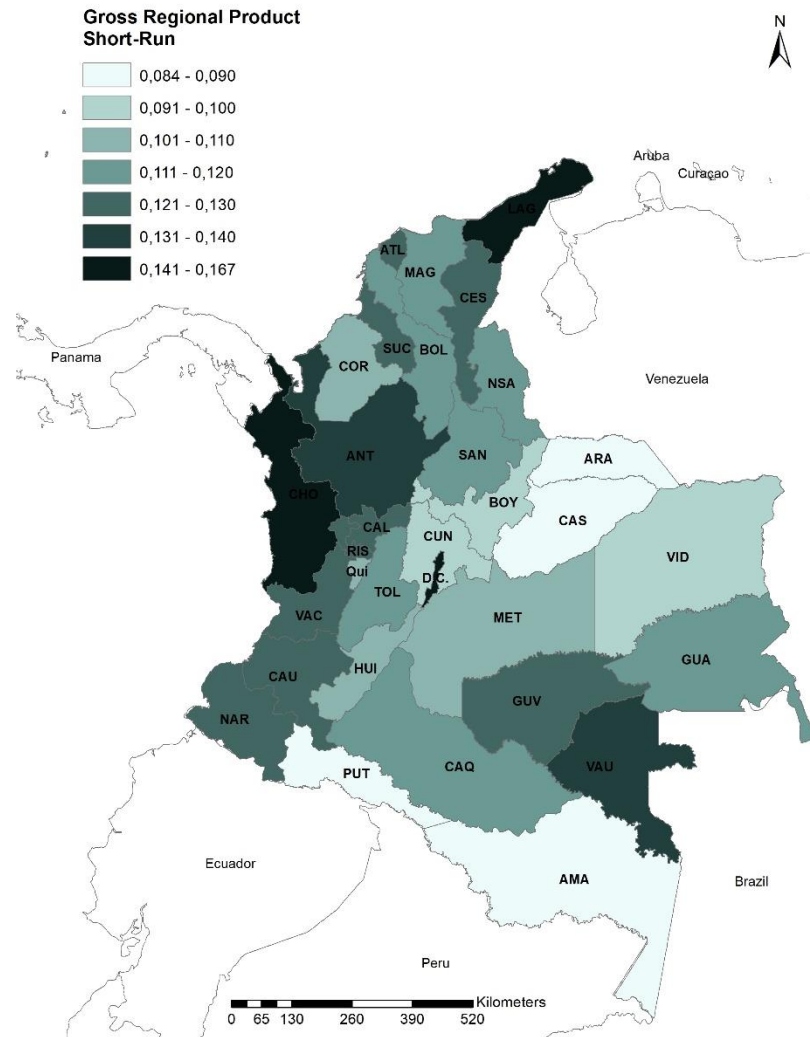 Gross Regional Product
Short-Run
0,084 - 0,090
0,091 - 0,100
0,101 - 0,110
0,111 - 0,120
0,121 - 0,130
0,131 - 0,140
0,141 - 0,167
N
Aruba
Curaçao
LAG
ATL
MAG
CES
SUC
BOL
COR
NSA
Panama
Venezuela
ANT
SAN
ARA
CHO
BOY
CAS
CAL
CUN
VID
RIS
Qui
D.C.
TOL
VAC
MET
GUA
HUI
CAU
GUV
NAR
PUT
CAQ
VAU
Ecuador
AMA
Brazil
Peru
Kilometers
0 65 130 260 390 520